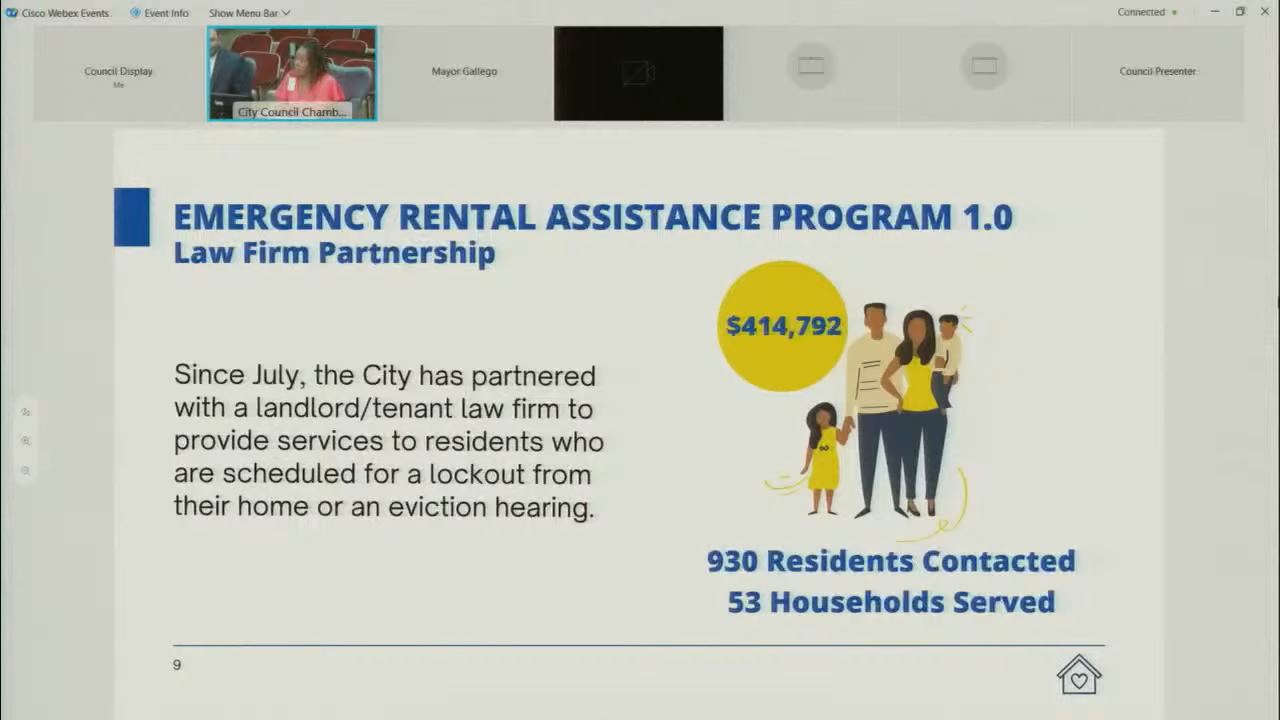 Cisco Webex Events
Event Info
Show Menu Bar
Connected
Council Display
Me
City Council Chamb...
Mayor Gallego
Council Presenter
EMERGENCY RENTAL ASSISTANCE PROGRAM 1.0
Law Firm Partnership
$414,792
Since July, the City has partnered
with a landlord/tenant law firm to
provide services to residents who
are scheduled for a lockout from
their home or an eviction hearing.
930 Residents Contacted
53 Households Served
9